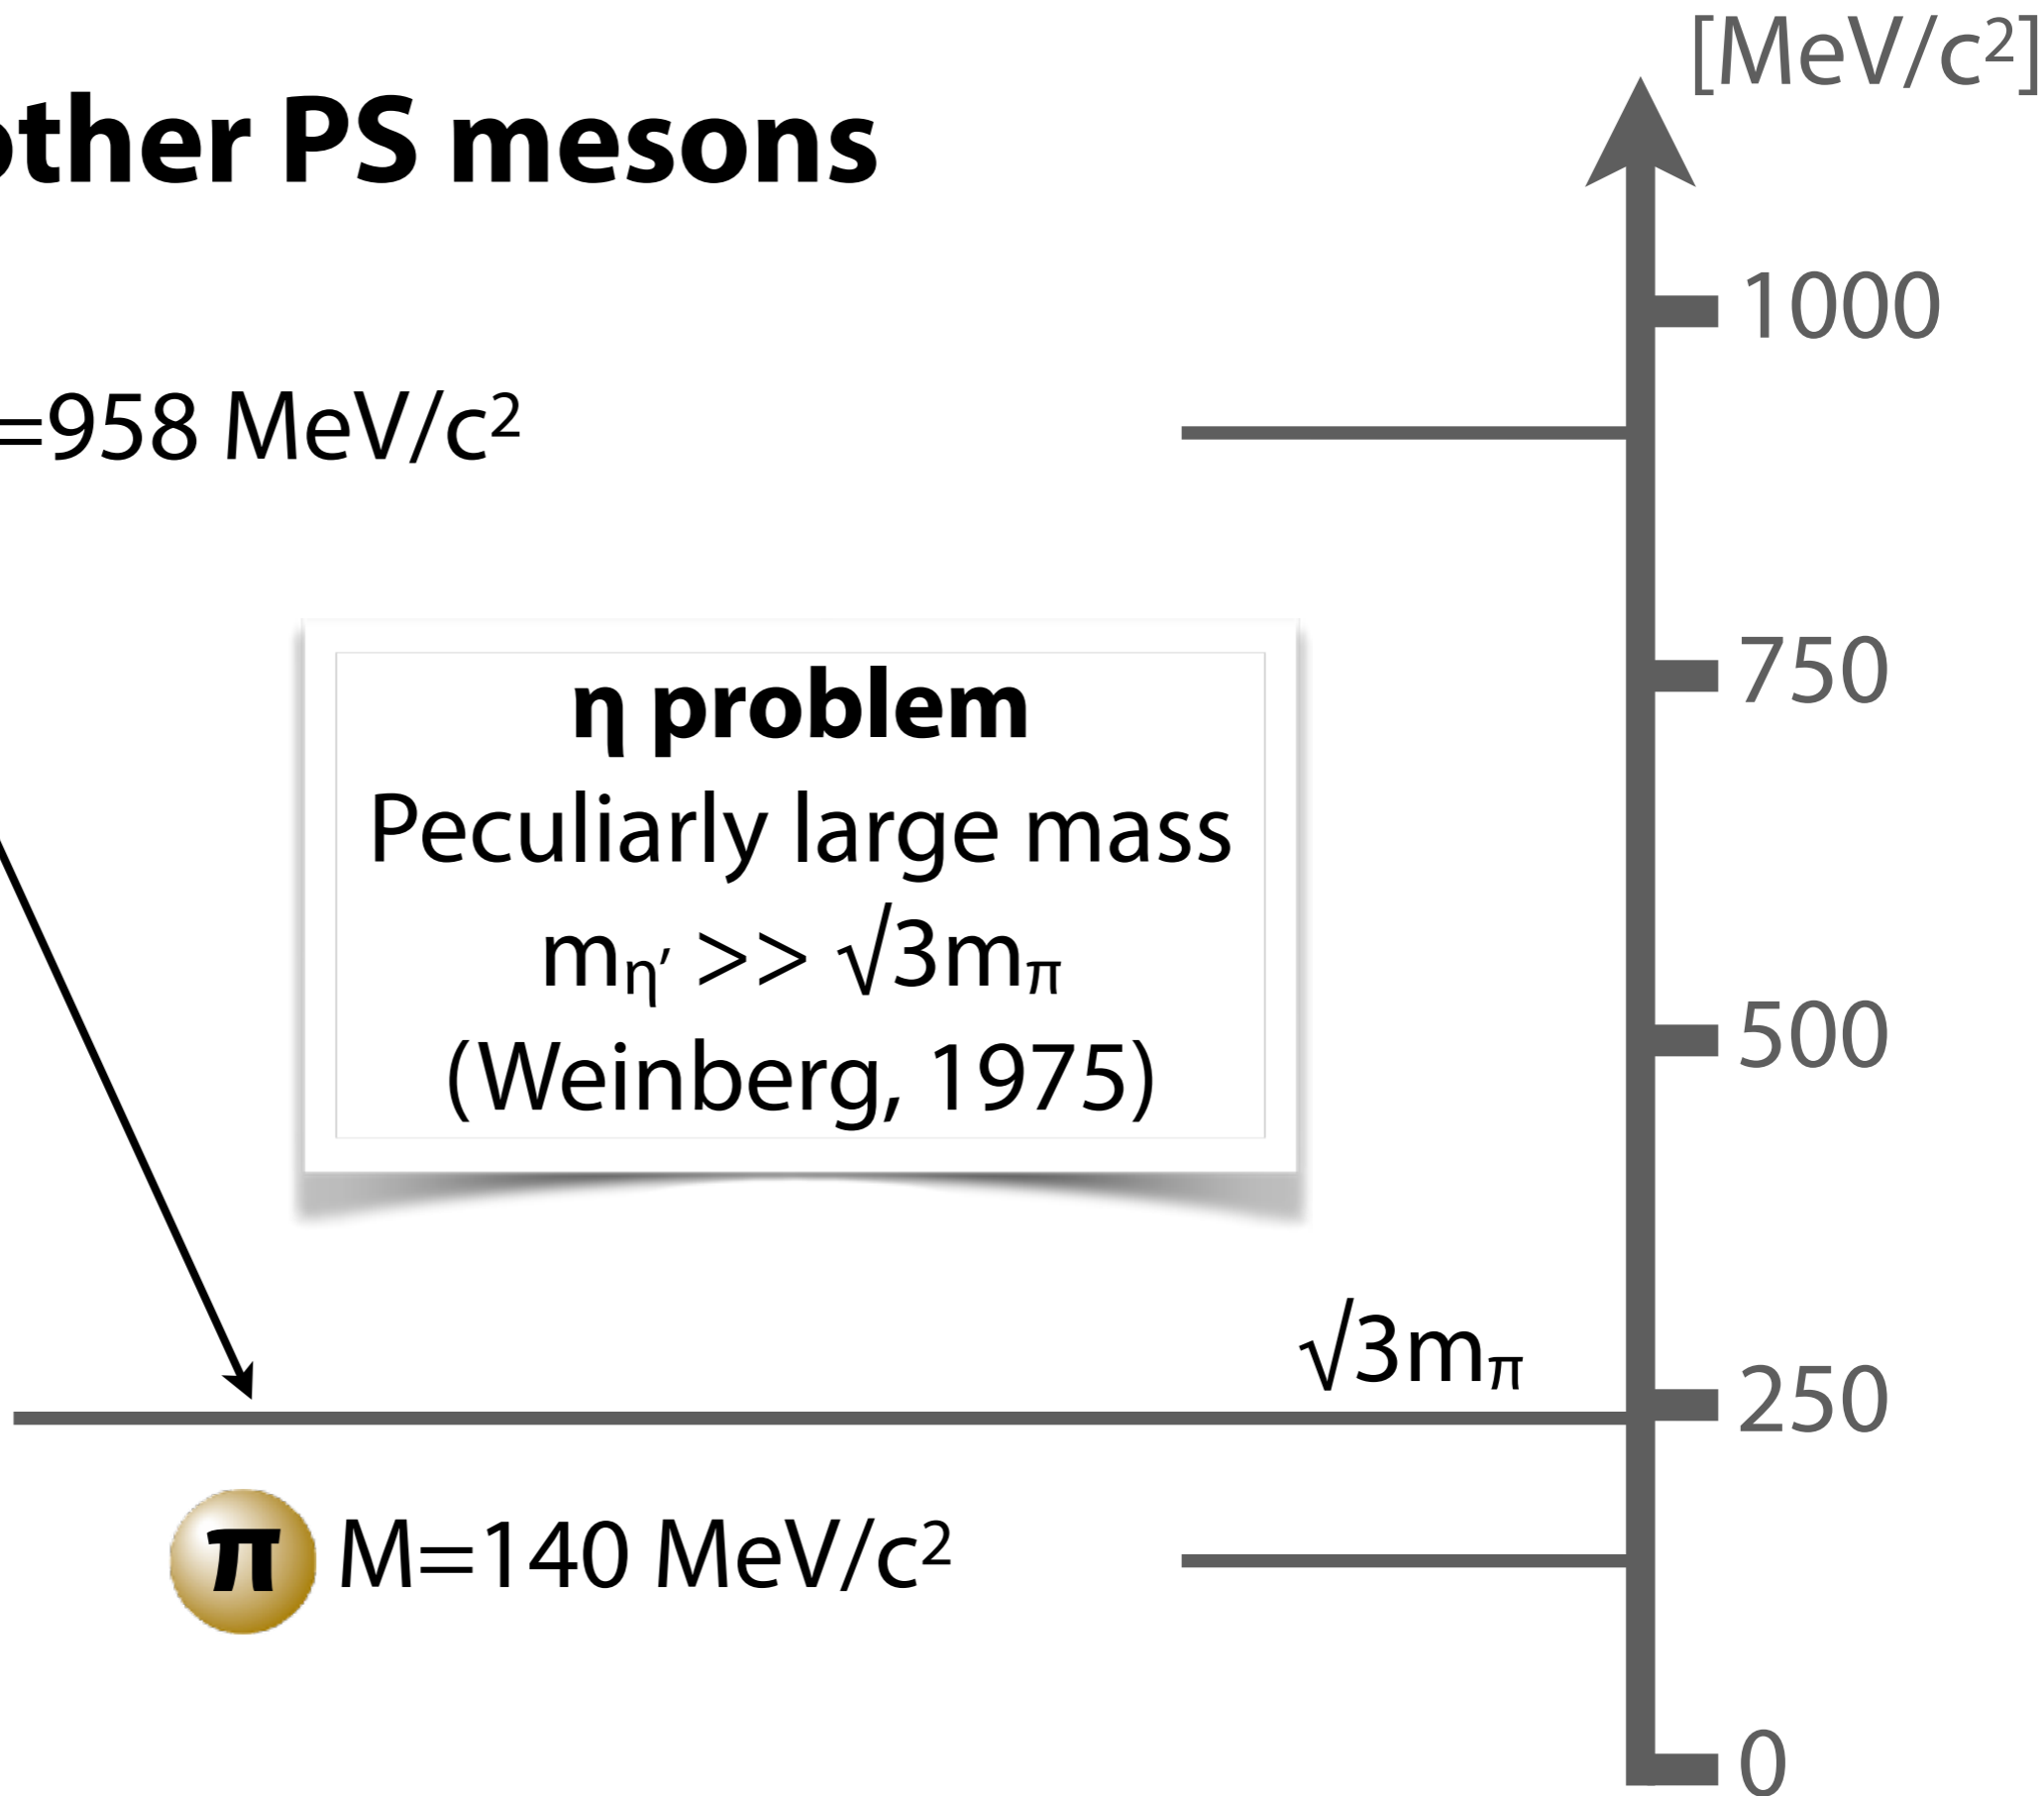 [MeV/c²]
other PS mesons
1000
=958 MeV/c²
750
η problem
Peculiarly large mass
mη′ >> √3mπ
(Weinberg, 1975)
500
√3mπ
250
π M=140 MeV/c²
0